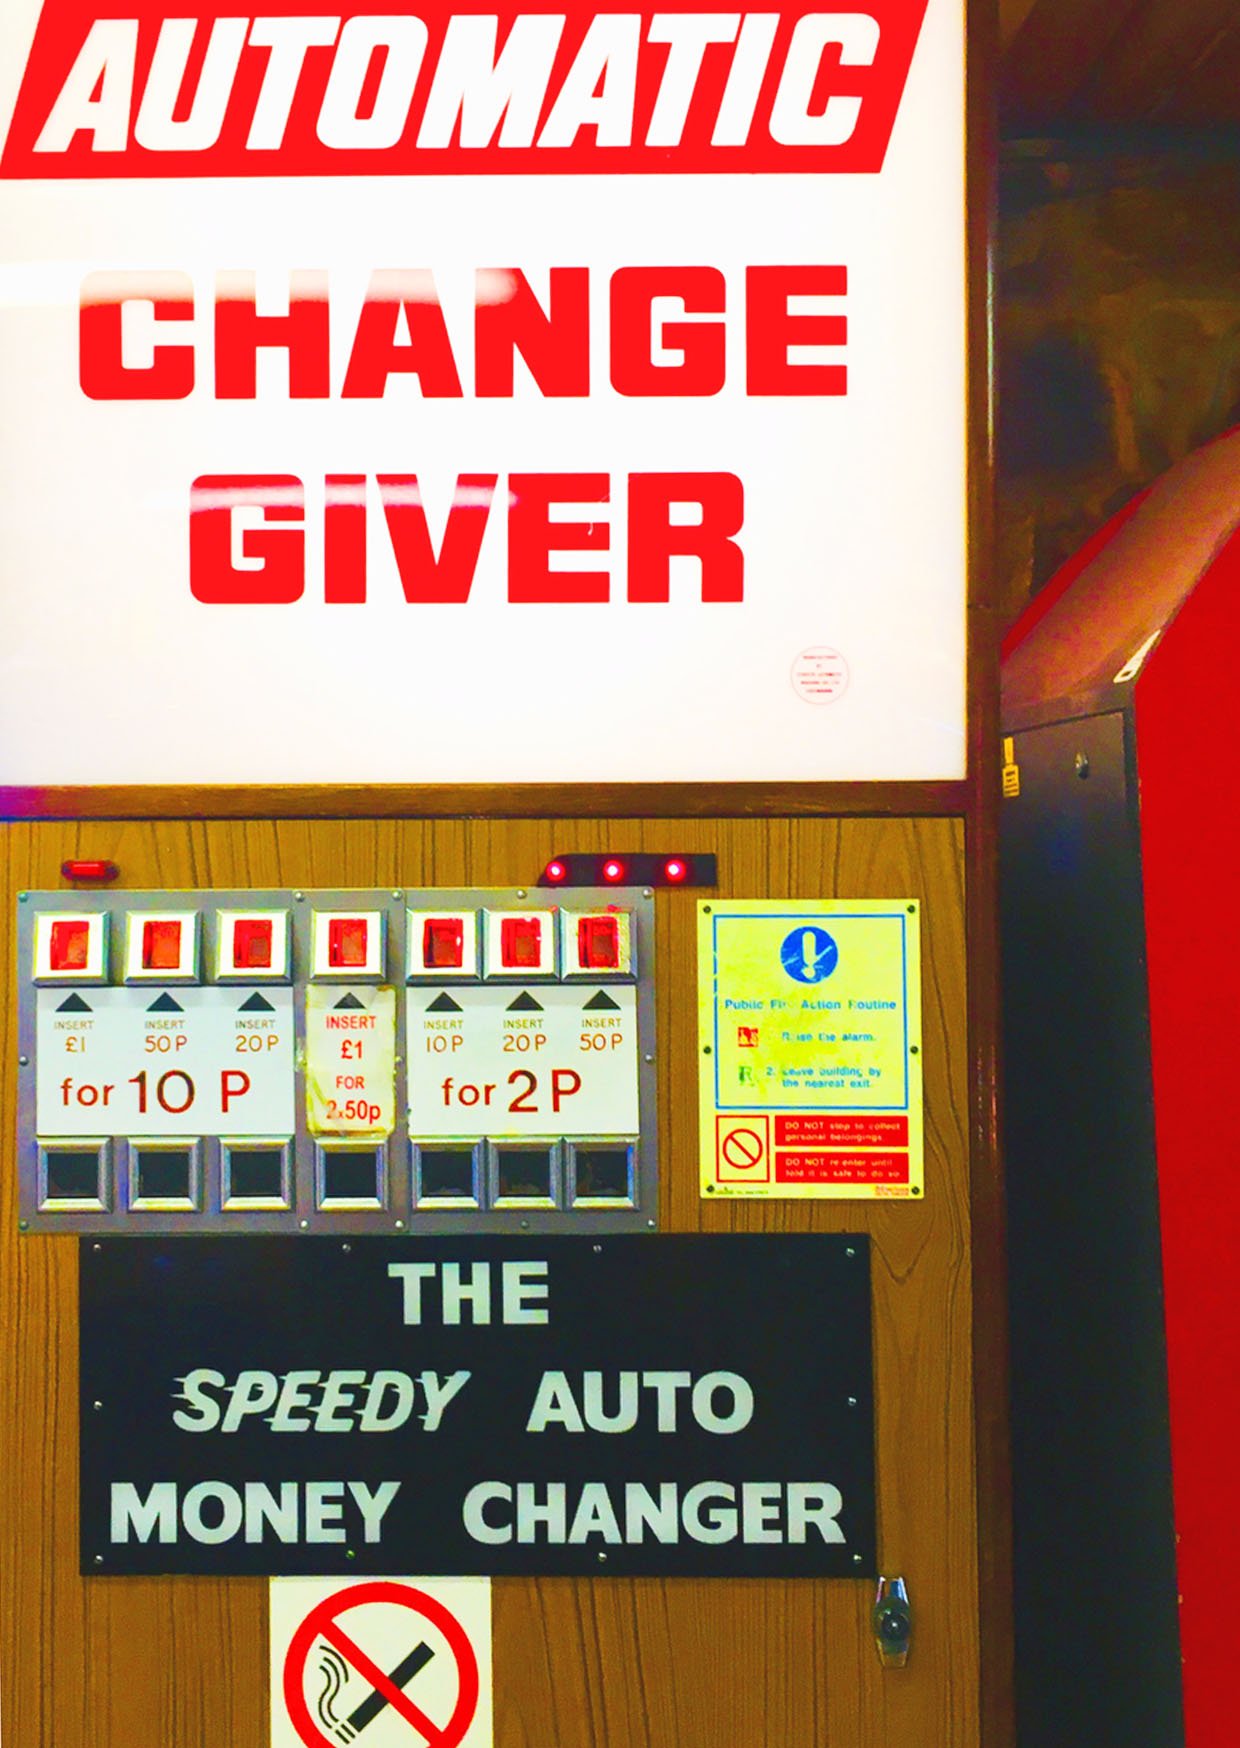 AUTOMATIC
CHANGE
GIVER
INSERT
£1
INSERT
50P
INSERT
20P
for 10 P
INSERT
£1
FOR
2x50p
INSERT
10P
INSERT
20P
INSERT
50P
for 2P
Public Action Routine
the alarm.
2. Leave building by
the nearest exit.
DO NOT stop to collect
personal belongings.
DO NOT re-enter until
told it is safe to do so.
THE
SPEEDY AUTO
MONEY CHANGER